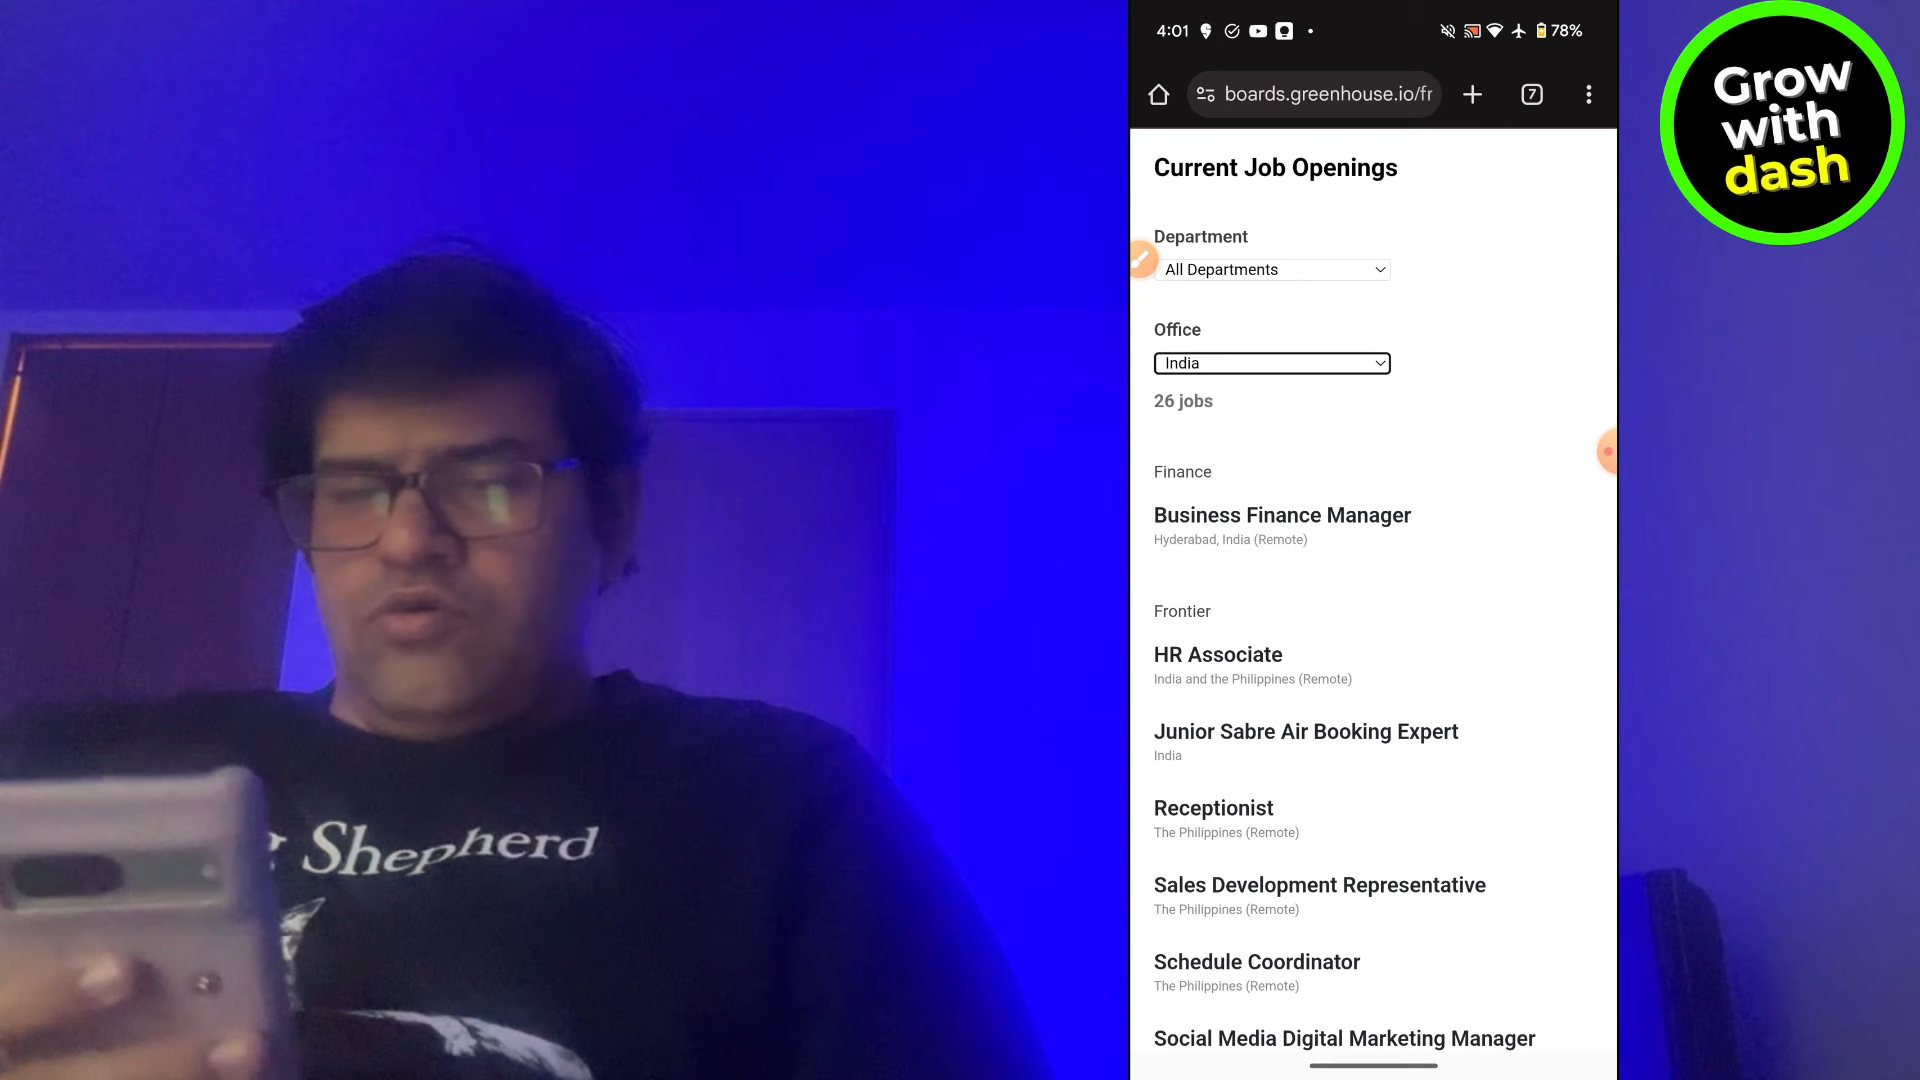 4:01
78%
boards.greenhouse.io/fr
7
Current Job Openings
Department
All Departments
Office
India
26 jobs
Finance
Business Finance Manager
Hyderabad, India (Remote)
Frontier
HR Associate
India and the Philippines (Remote)
Junior Sabre Air Booking Expert
India
Receptionist
The Philippines (Remote)
Sales Development Representative
The Philippines (Remote)
Schedule Coordinator
The Philippines (Remote)
Social Media Digital Marketing Manager
Grow
with
dash
Shepherd